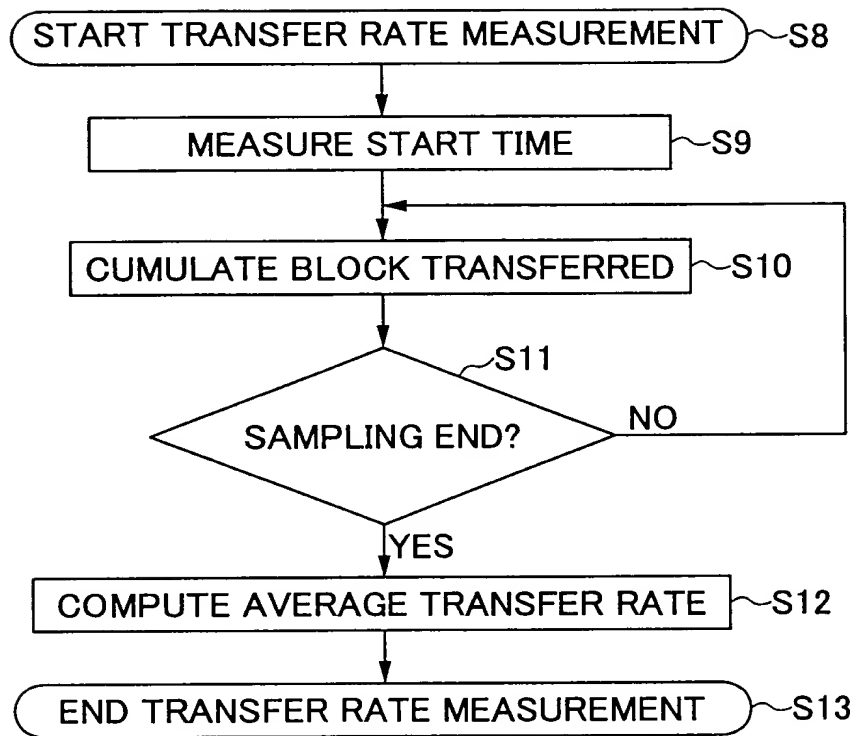 START TRANSFER RATE MEASUREMENT S8
MEASURE START TIME S9
CUMULATE BLOCK TRANSFERRED S10
S11
SAMPLING END? NO
YES
COMPUTE AVERAGE TRANSFER RATE S12
END TRANSFER RATE MEASUREMENT S13